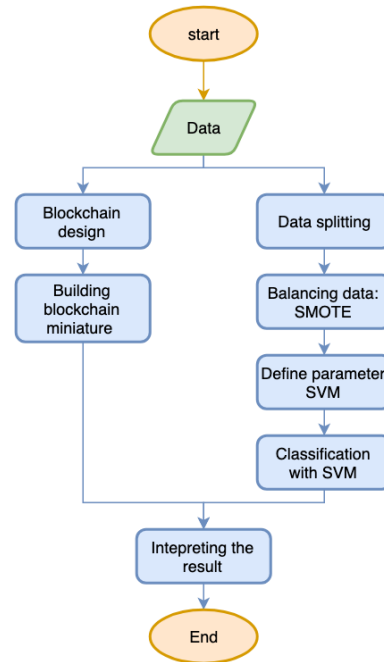 start
Data
Blockchain
design
Building
blockchain
miniature
Data splitting
Balancing data:
SMOTE
Define parameter
SVM
Classification
with SVM
Intepreting the
result
End